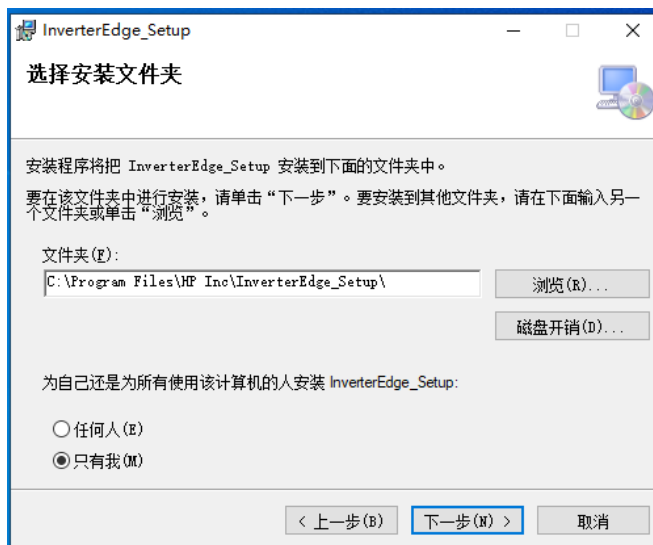 InverterEdge_Setup
选择安装文件夹
安装程序将把 InverterEdge_Setup 安装到下面的文件夹中。
要在该文件夹中进行安装，请单击“下一步”。要安装到其他文件夹，请在下面输入另一
个文件夹或单击“浏览”。
文件夹(F):
C:\Program Files\HP Inc\InverterEdge_Setup\
浏览(R)...
磁盘开销(D)...
为自己还是为所有使用该计算机的人安装 InverterEdge_Setup:
任何人(E)
只有我(M)
< 上一步(B)
下一步(N) >
取消